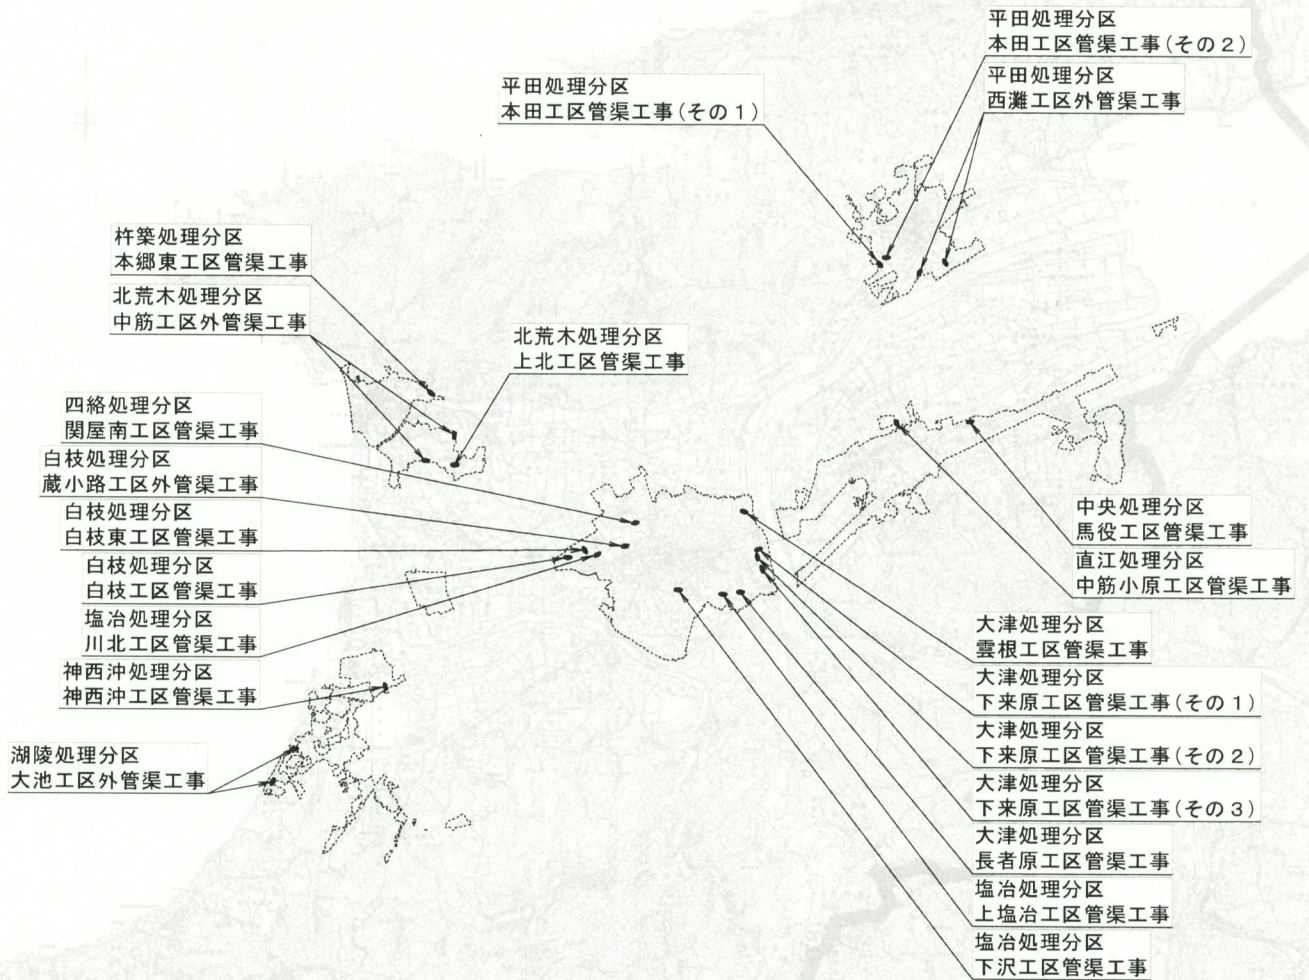 平田処理分区
本田工区管渠工事(その2)
平田処理分区
西灘工区外管渠工事
平田処理分区
本田工区管渠工事(その1)
杵築処理分区
本郷東工区管渠工事
北荒木処理分区
中筋工区外管渠工事
北荒木処理分区
上北工区管渠工事
四絡処理分区
関屋南工区管渠工事
白枝処理分区
蔵小路工区外管渠工事
白枝処理分区
白枝東工区管渠工事
白枝処理分区
白枝工区管渠工事
塩冶処理分区
川北工区管渠工事
神西沖処理分区
神西沖工区管渠工事
湖陵処理分区
大池工区外管渠工事
中央処理分区
馬役工区管渠工事
直江処理分区
中筋小原工区管渠工事
大津処理分区
雲根工区管渠工事
大津処理分区
下来原工区管渠工事(その1)
大津処理分区
下来原工区管渠工事(その2)
大津処理分区
下来原工区管渠工事(その3)
大津処理分区
長者原工区管渠工事
塩冶処理分区
上塩冶工区管渠工事
塩冶処理分区
下沢工区管渠工事